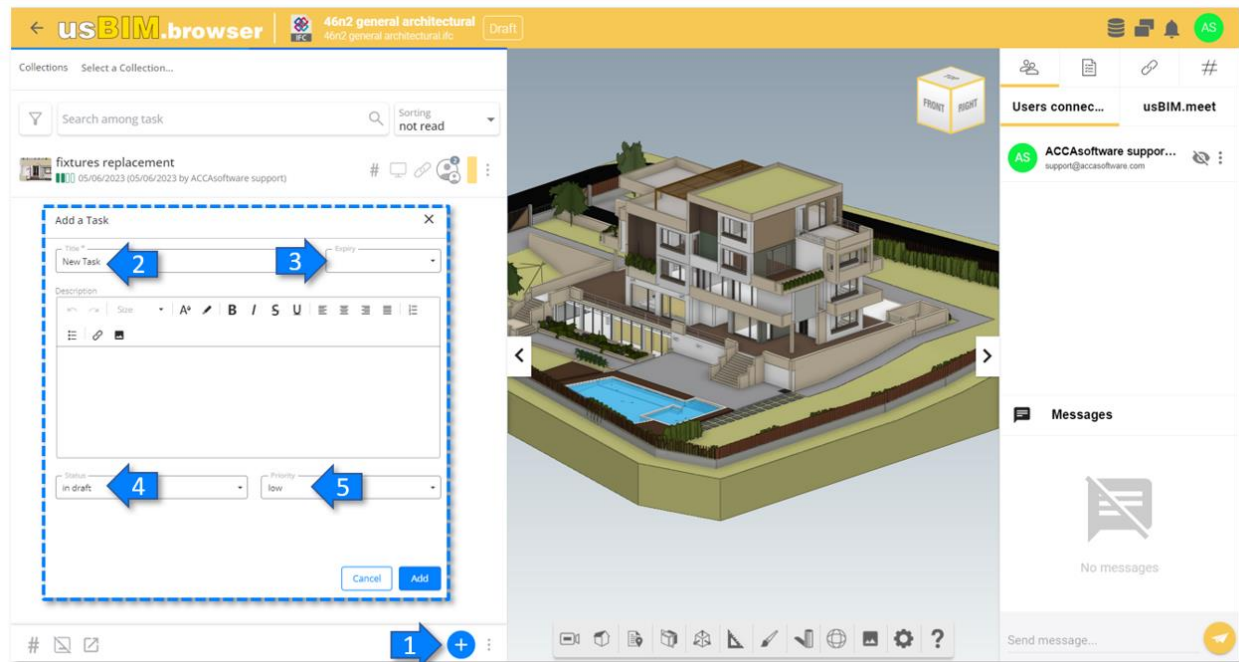 usBIM.browser
IFC
46n2 general architectural
46n2 general architectural.ifc
Draft
AS
Collections Select a Collection...
Search among task
Sorting
not read
fixtures replacement
05/06/2023 (05/06/2023 by ACCAsoftware support)
#
2
Add a Task
Title *
New Task
2
3
Expiry
Description
Size
A
B I S U
Status
in draft
4
Priority
low
5
Cancel
Add
#
1
+
TOP
FRONT
RIGHT
?
#
Users connec...
usBIM.meet
AS
ACCAsoftware suppor...
support@accasoftware.com
Messages
No messages
Send message...